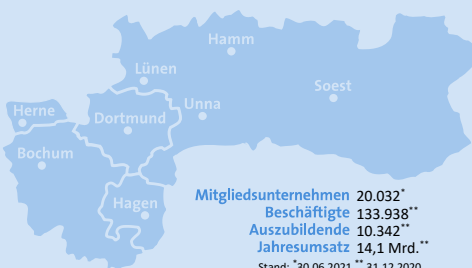 Hamm
Lünen
Soest
Unna
Herne
Dortmund
Bochum
Hagen
Mitgliedsunternehmen 20.032*
Beschäftigte 133.938**
Auszubildende 10.342**
Jahresumsatz 14,1 Mrd.**
Stand: *30.06.2021 **31.12.2020